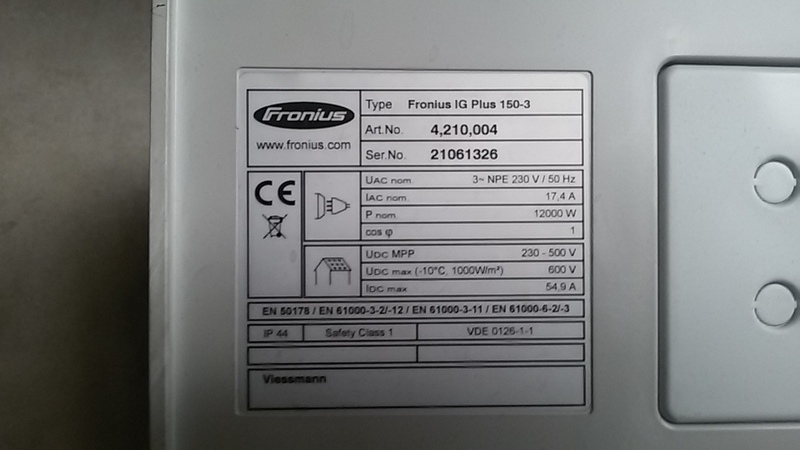 Fronius
www.fronius.com
Type Fronius IG Plus 150-3
Art.No. 4,210,004
Ser.No. 21061326
CE
UAC nom. 3~ NPE 230 V / 50 Hz
IAC nom. 17,4 A
P nom. 12000 W
cos φ 1
UDC MPP 230 - 500 V
UDC max (-10°C, 1000W/m²) 600 V
IDC max 54,9 A
EN 50178 / EN 61000-3-2/-12 / EN 61000-3-11 / EN 61000-6-2/-3
IP 44 Safety Class 1 VDE 0126-1-1
Viessmann